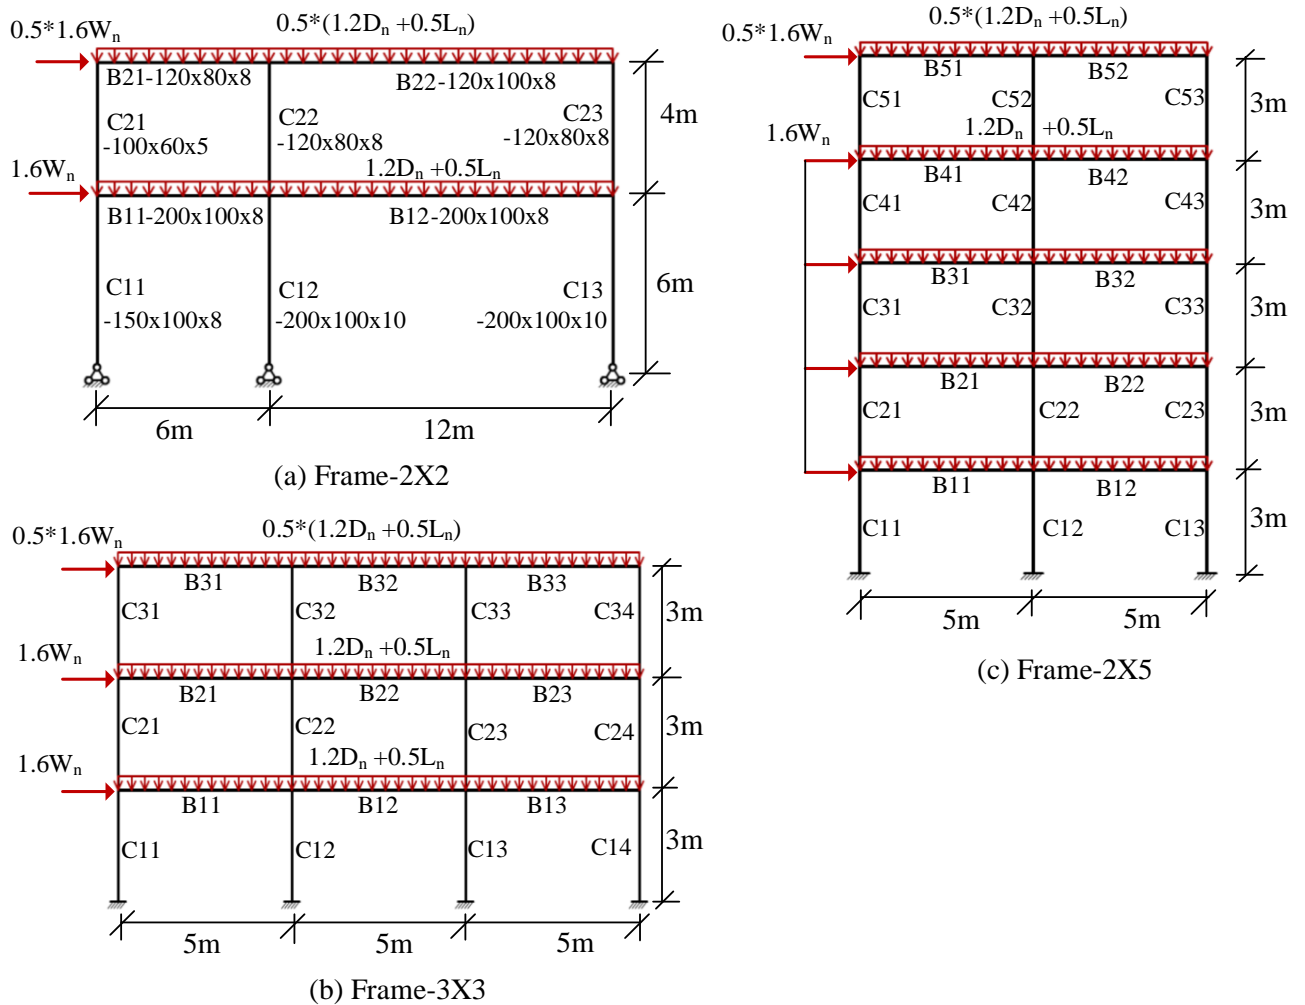 0.5*1.6Wn
0.5*(1.2Dn +0.5Ln)
B21-120x80x8
B22-120x100x8
C21
-100x60x5
C22
-120x80x8
C23
-120x80x8
4m
1.6Wn
1.2Dn +0.5Ln
B11-200x100x8
B12-200x100x8
C11
-150x100x8
C12
-200x100x10
C13
-200x100x10
6m
6m
12m
(a) Frame-2X2
0.5*1.6Wn
0.5*(1.2Dn +0.5Ln)
B31
B32
B33
C31
C32
C33
C34
3m
1.6Wn
1.2Dn +0.5Ln
B21
B22
B23
C21
C22
C23
C24
3m
1.6Wn
1.2Dn +0.5Ln
B11
B12
B13
C11
C12
C13
C14
3m
5m
5m
5m
(b) Frame-3X3
0.5*(1.2Dn +0.5Ln)
0.5*1.6Wn
B51
B52
C51
C52
C53
3m
1.6Wn
1.2Dn +0.5Ln
B41
B42
C41
C42
C43
3m
B31
B32
C31
C32
C33
3m
B21
B22
C21
C22
C23
3m
B11
B12
C11
C12
C13
3m
5m
5m
(c) Frame-2X5